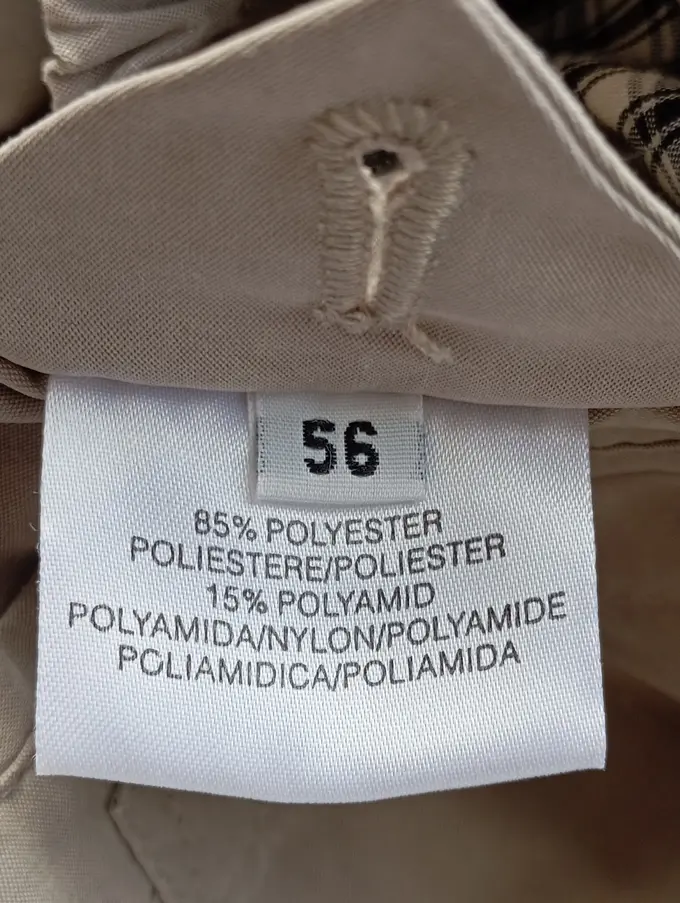 56
85% POLYESTER
POLIESTERE/POLIESTER
15% POLYAMID
POLYAMIDA/NYLON/POLYAMIDE
POLIAMIDICA/POLIAMIDA